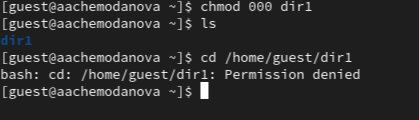 [guest@aachemodanova ~]$ chmod 000 dir1
[guest@aachemodanova ~]$ ls
dir1
[guest@aachemodanova ~]$ cd /home/guest/dir1
bash: cd: /home/guest/dir1: Permission denied
[guest@aachemodanova ~]$